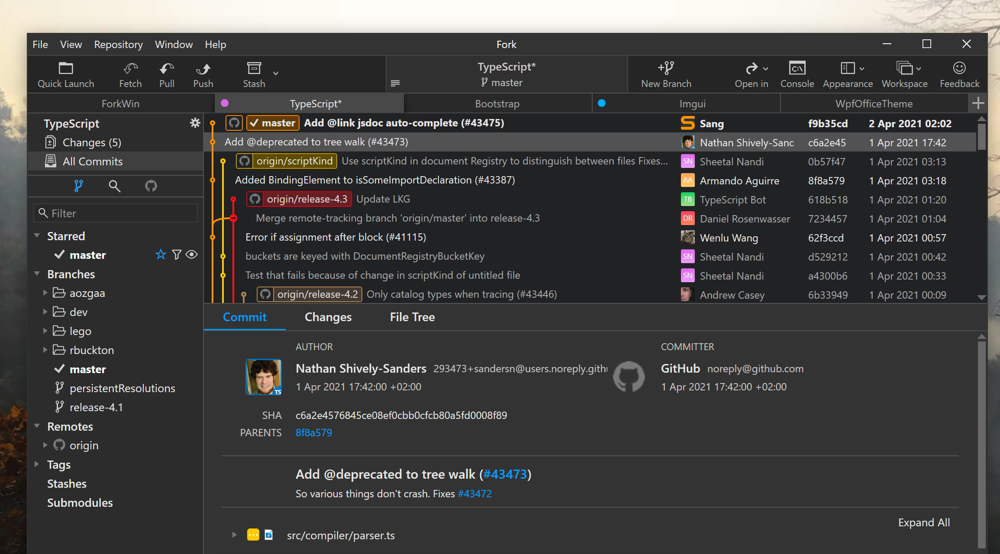 File View Repository Window Help Fork
Quick Launch Fetch Pull Push Stash
TypeScript*
master
New Branch Open in Console Appearance Workspace Feedback
ForkWin TypeScript* Bootstrap Imgui WpfOfficeTheme
TypeScript
Changes (5)
All Commits
Filter
Starred
master
Branches
aozgaa
dev
lego
rbuckton
master
persistentResolutions
release-4.1
Remotes
origin
Tags
Stashes
Submodules
master Add @link jsdoc auto-complete (#43475) Sang f9b35cd 2 Apr 2021 02:02
Add @deprecated to tree walk (#43473) Nathan Shively-Sanc c6a2e45 1 Apr 2021 17:42
origin/scriptKind Use scriptKind in document Registry to distinguish between files Fixes... SN Sheetal Nandi 0b57f47 1 Apr 2021 03:13
Added BindingElement to isSomeImportDeclaration (#43387) AA Armando Aguirre 8f8a579 1 Apr 2021 03:18
origin/release-4.3 Update LKG TB TypeScript Bot 618b518 1 Apr 2021 01:20
Merge remote-tracking branch 'origin/master' into release-4.3 DR Daniel Rosenwasser 7234457 1 Apr 2021 01:04
Error if assignment after block (#41115) Wenlu Wang 62f3ccd 1 Apr 2021 00:57
buckets are keyed with DocumentRegistryBucketKey SN Sheetal Nandi d529212 1 Apr 2021 00:42
Test that fails because of change in scriptKind of untitled file SN Sheetal Nandi a4300b6 1 Apr 2021 00:33
origin/release-4.2 Only catalog types when tracing (#43446) Andrew Casey 6b33949 1 Apr 2021 00:09
Commit Changes File Tree
AUTHOR
Nathan Shively-Sanders 293473+sandersn@users.noreply.gith
1 Apr 2021 17:42:00 +02:00
TS
COMMITTER
GitHub noreply@github.com
1 Apr 2021 17:42:00 +02:00
SHA c6a2e4576845ce08ef0cbb0cfcb80a5fd0008f89
PARENTS 8f8a579
Add @deprecated to tree walk (#43473)
So various things don't crash. Fixes #43472
Expand All
src/compiler/parser.ts